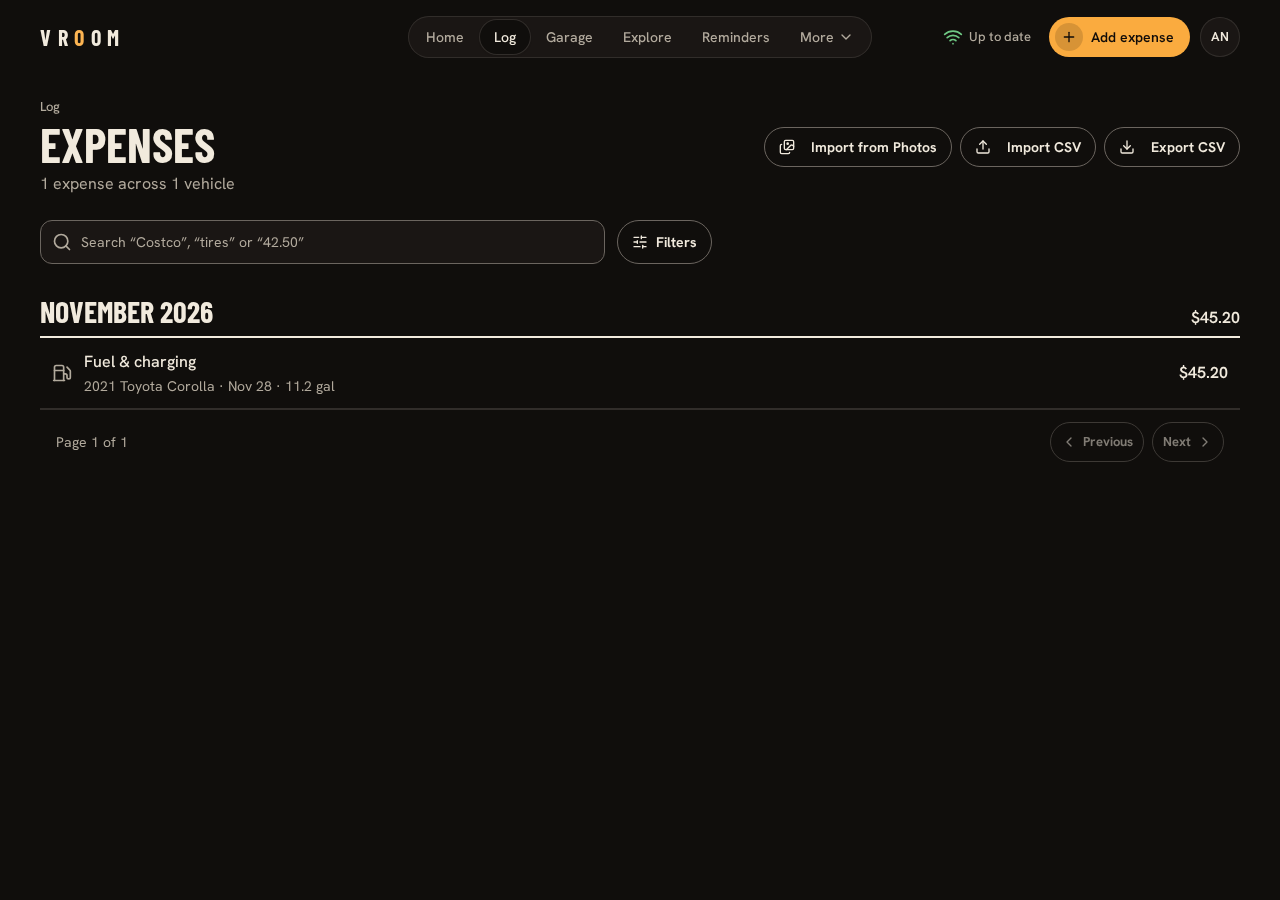 VROOM
Home
Log
Garage
Explore
Reminders
More
Up to date
Add expense
AN
Log
EXPENSES
1 expense across 1 vehicle
Import from Photos
Import CSV
Export CSV
Search “Costco”, “tires” or “42.50”
Filters
NOVEMBER 2026
$45.20
Fuel & charging
2021 Toyota Corolla · Nov 28 · 11.2 gal
$45.20
Page 1 of 1
Previous
Next